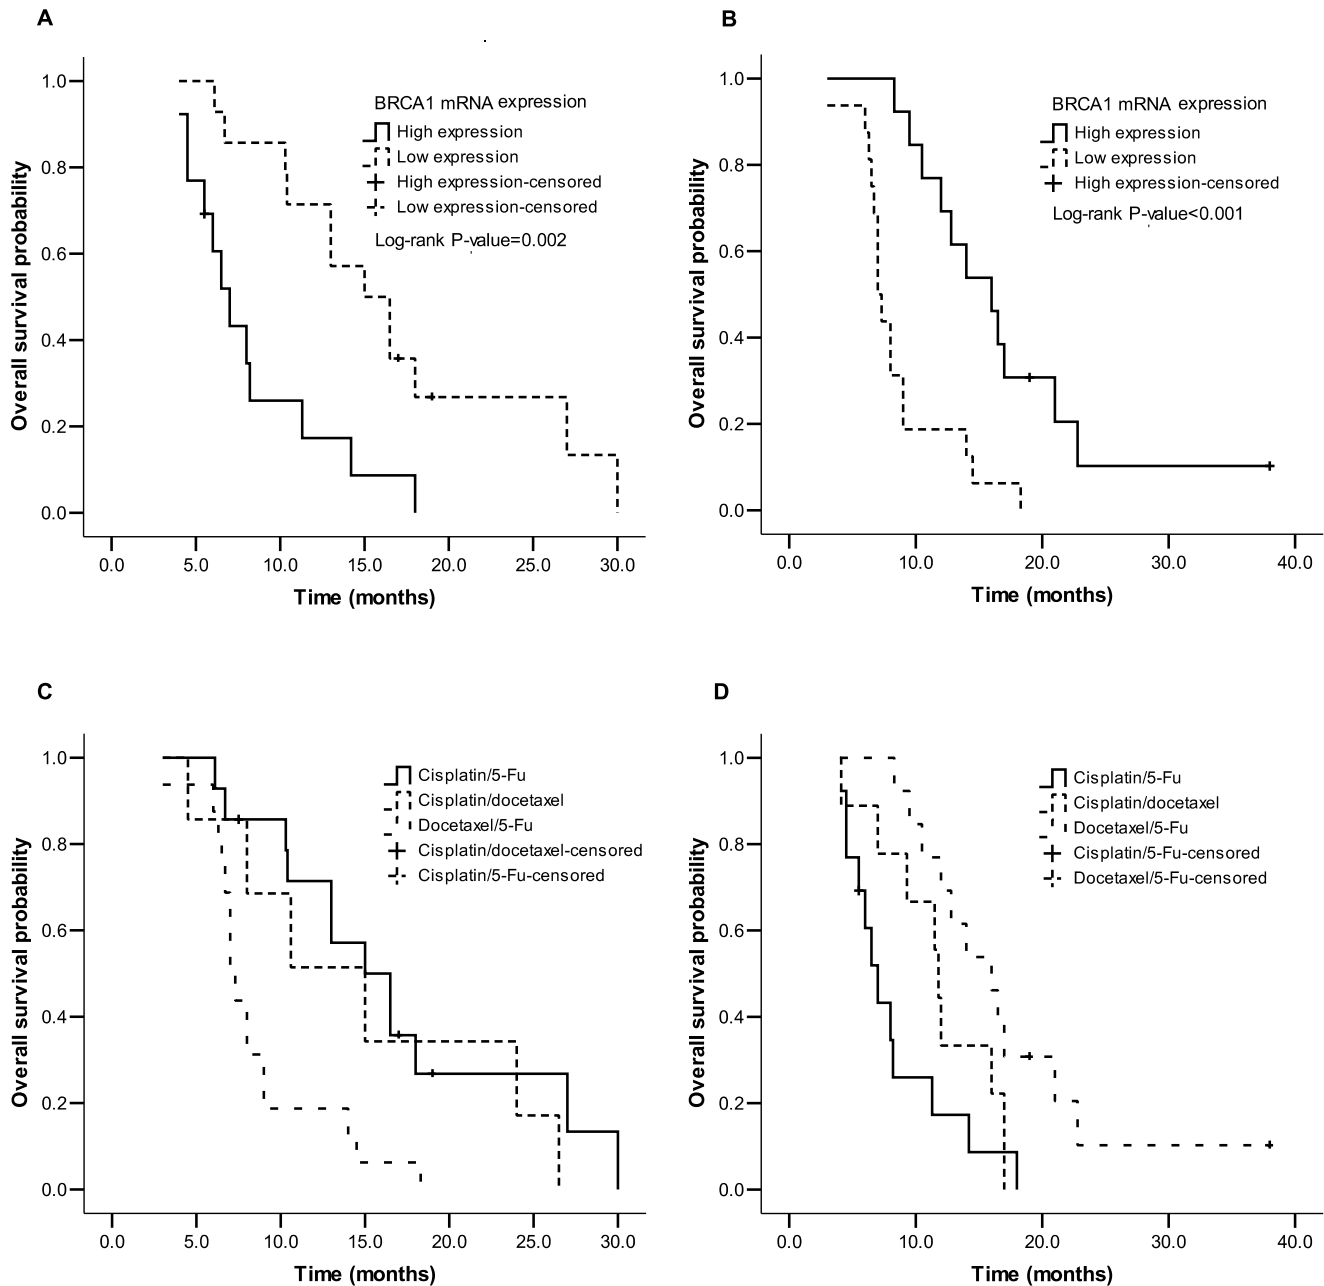 A
Overall survival probability
1.0
0.8
0.6
0.4
0.2
0.0
BRCA1 mRNA expression
High expression
Low expression
High expression-censored
Low expression-censored
Log-rank P-value=0.002
0.0 5.0 10.0 15.0 20.0 25.0 30.0
Time (months)
B
Overall survival probability
1.0
0.8
0.6
0.4
0.2
0.0
BRCA1 mRNA expression
High expression
Low expression
High expression-censored
Log-rank P-value<0.001
0.0 10.0 20.0 30.0 40.0
Time (months)
C
Overall survival probability
1.0
0.8
0.6
0.4
0.2
0.0
Cisplatin/5-Fu
Cisplatin/docetaxel
Docetaxel/5-Fu
Cisplatin/docetaxel-censored
Cisplatin/5-Fu-censored
0.0 5.0 10.0 15.0 20.0 25.0 30.0
Time (months)
D
Overall survival probability
1.0
0.8
0.6
0.4
0.2
0.0
Cisplatin/5-Fu
Cisplatin/docetaxel
Docetaxel/5-Fu
Cisplatin/5-Fu-censored
Docetaxel/5-Fu-censored
0.0 10.0 20.0 30.0 40.0
Time (months)